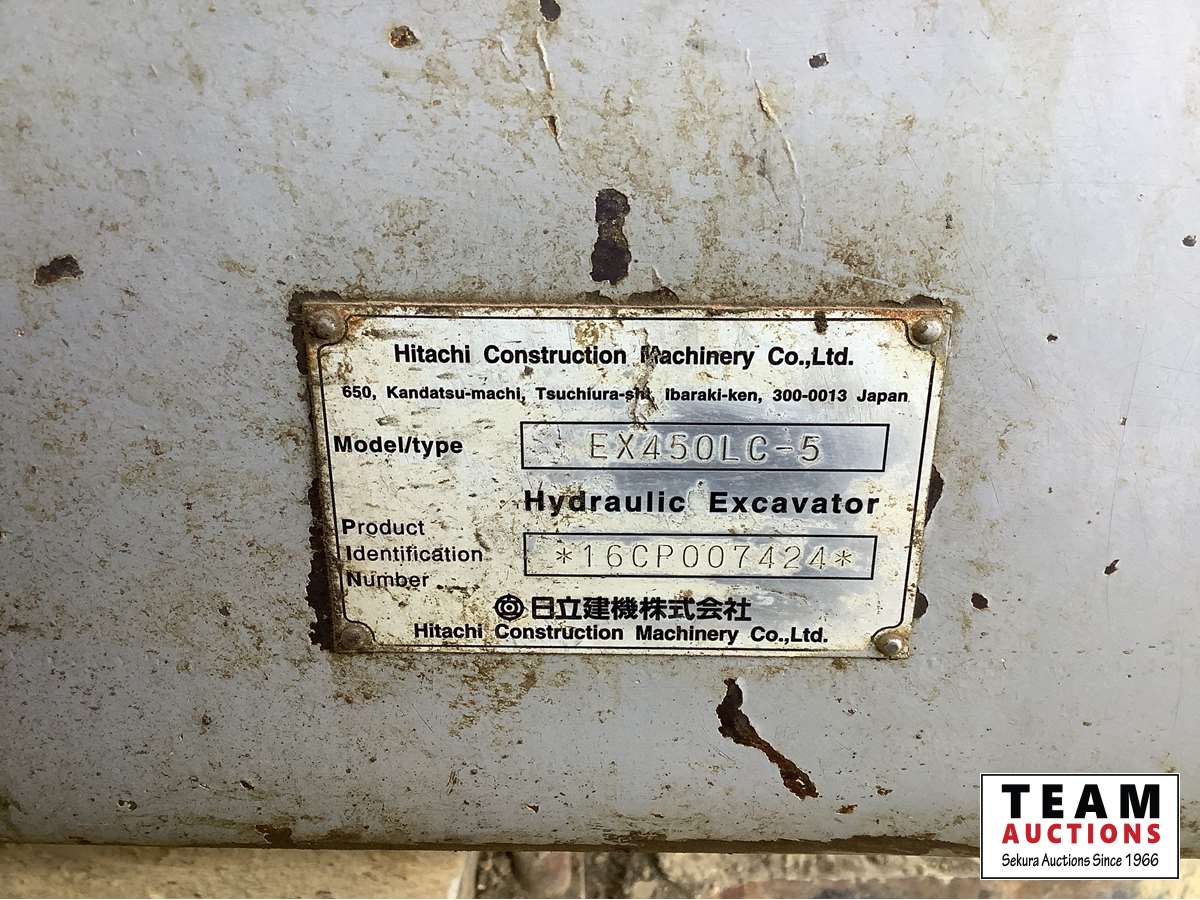 Hitachi Construction Machinery Co.,Ltd.
650, Kandatsu-machi, Tsuchiura-shi, Ibaraki-ken, 300-0013 Japan
Model/type EX450LC-5
Hydraulic Excavator
Product
Identification
Number
*16CP007424*
日立建機株式会社
Hitachi Construction Machinery Co.,Ltd.
TEAM
AUCTIONS
Sekura Auctions Since 1966